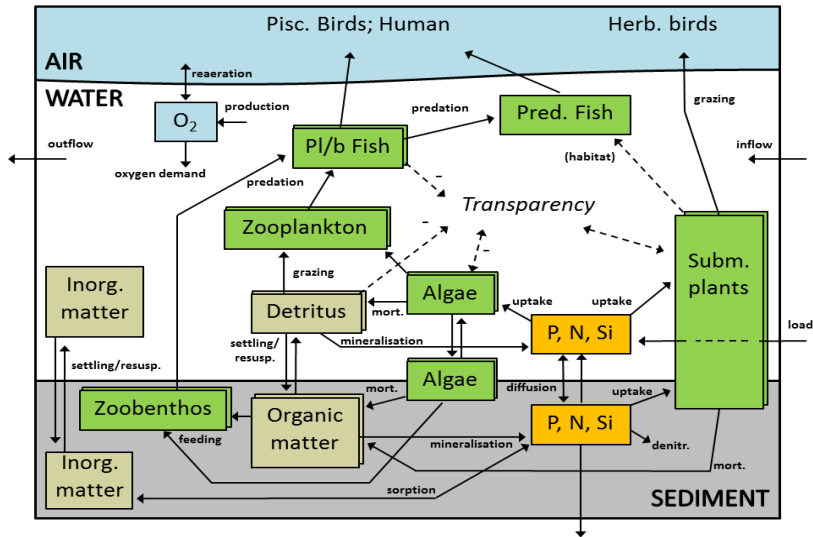 Pisc. Birds; Human
Herb. birds
AIR
WATER
reaeration
production
O2
oxygen demand
outflow
inflow
predation
Pred. Fish
grazing
Pl/b Fish
(habitat)
predation
–
Transparency
–
–
Zooplankton
grazing
Subm.
plants
Inorg.
matter
Algae
Detritus
mort.
uptake
uptake
P, N, Si
load
settling/
resusp.
mineralisation
settling/resusp.
Algae
diffusion
mort.
uptake
Zoobenthos
Organic
matter
P, N, Si
feeding
mineralisation
denitr.
mort.
Inorg.
matter
sorption
SEDIMENT